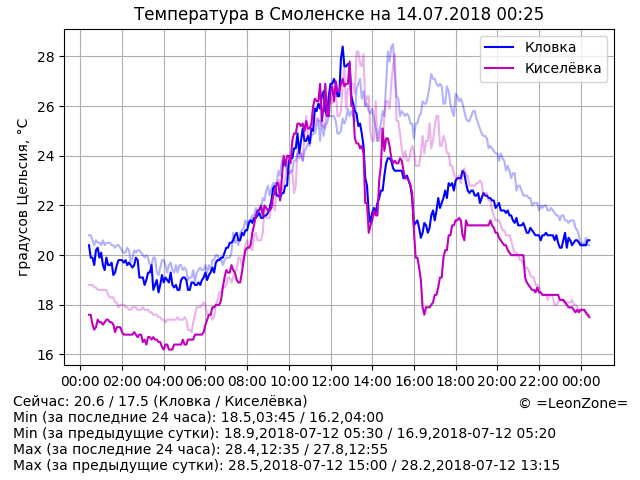 Температура в Смоленске на 14.07.2018 00:25
Кловка
Киселёвка
градусов Цельсия, °C
28
26
24
22
20
18
16
00:00 02:00 04:00 06:00 08:00 10:00 12:00 14:00 16:00 18:00 20:00 22:00 00:00
Сейчас: 20.6 / 17.5 (Кловка / Киселёвка)
© =LeonZone=
Min (за последние 24 часа): 18.5,03:45 / 16.2,04:00
Min (за предыдущие сутки): 18.9,2018-07-12 05:30 / 16.9,2018-07-12 05:20
Max (за последние 24 часа): 28.4,12:35 / 27.8,12:55
Max (за предыдущие сутки): 28.5,2018-07-12 15:00 / 28.2,2018-07-12 13:15